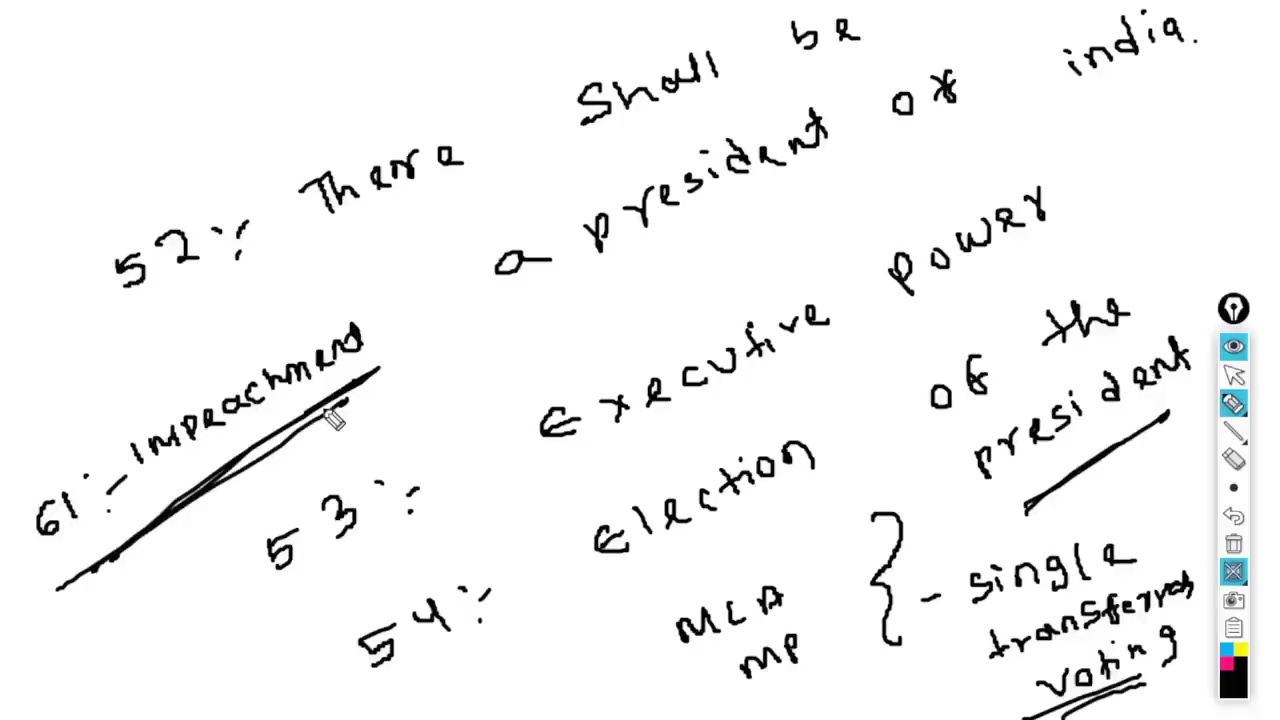 52:- There Shall be
a president of india.
53:- Executive power
of the
president
54:- Election
MLA
MP
- single
transferrab
voting
61:- Impeachmend